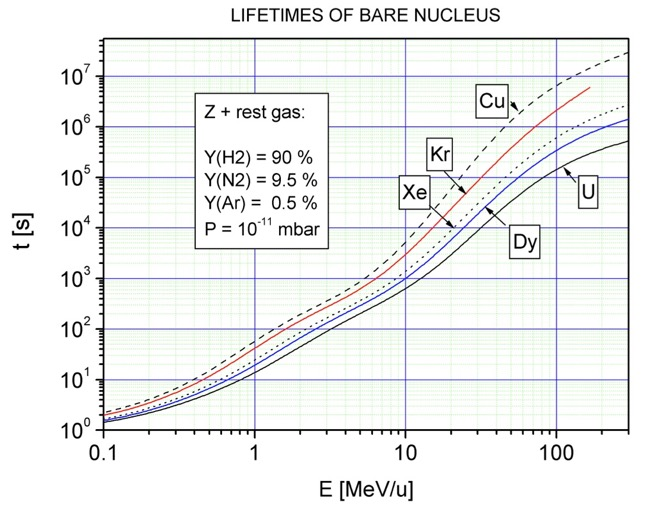 LIFETIMES OF BARE NUCLEUS
10⁷
10⁶
10⁵
10⁴
10³
10²
10¹
10⁰
t [s]
Z + rest gas:
Y(H2) = 90 %
Y(N2) = 9.5 %
Y(Ar) = 0.5 %
P = 10⁻¹¹ mbar
Cu
Kr
Xe
U
Dy
0.1 1 10 100
E [MeV/u]